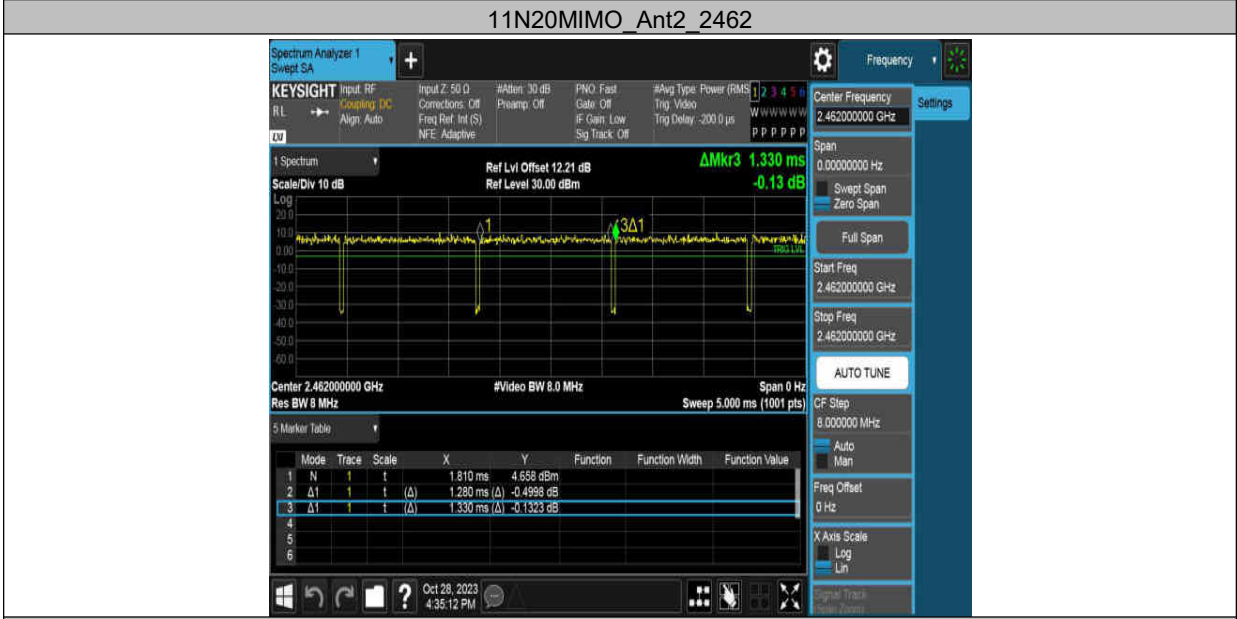 11N20MIMO_Ant2_2462
Spectrum Analyzer 1
Swept SA
+
Frequency
KEYSIGHT Input: RF Input Z: 50 Ω #Atten: 30 dB PNO: Fast #Avg Type: Power (RMS 1 2 3 4 5 6
RL Coupling: DC Corrections: Off Preamp: Off Gate: Off Trig: Video W W W W W W
Align: Auto Freq Ref: Int (S) IF Gain: Low Trig Delay: -200.0 µs
LXI NFE: Adaptive Sig Track: Off P P P P P P
Center Frequency
2.462000000 GHz
Settings
1 Spectrum
Ref Lvl Offset 12.21 dB
ΔMkr3 1.330 ms
Scale/Div 10 dB
Ref Level 30.00 dBm
-0.13 dB
Log
20.0
10.0
0.00
-10.0
-20.0
-30.0
-40.0
-50.0
-60.0
1
3Δ1
TRIG LVL
Center 2.462000000 GHz #Video BW 8.0 MHz Span 0 Hz
Res BW 8 MHz Sweep 5.000 ms (1001 pts)
Span
0.00000000 Hz
Swept Span
Zero Span
Full Span
Start Freq
2.462000000 GHz
Stop Freq
2.462000000 GHz
AUTO TUNE
CF Step
8.000000 MHz
Auto
Man
Freq Offset
0 Hz
X Axis Scale
Log
Lin
Signal Track
(Span Zoom)
5 Marker Table
Mode Trace Scale X Y Function Function Width Function Value
1 N 1 t 1.810 ms 4.658 dBm
2 Δ1 1 t (Δ) 1.280 ms (Δ) -0.4998 dB
3 Δ1 1 t (Δ) 1.330 ms (Δ) -0.1323 dB
4
5
6
?
Oct 28, 2023
4:35:12 PM